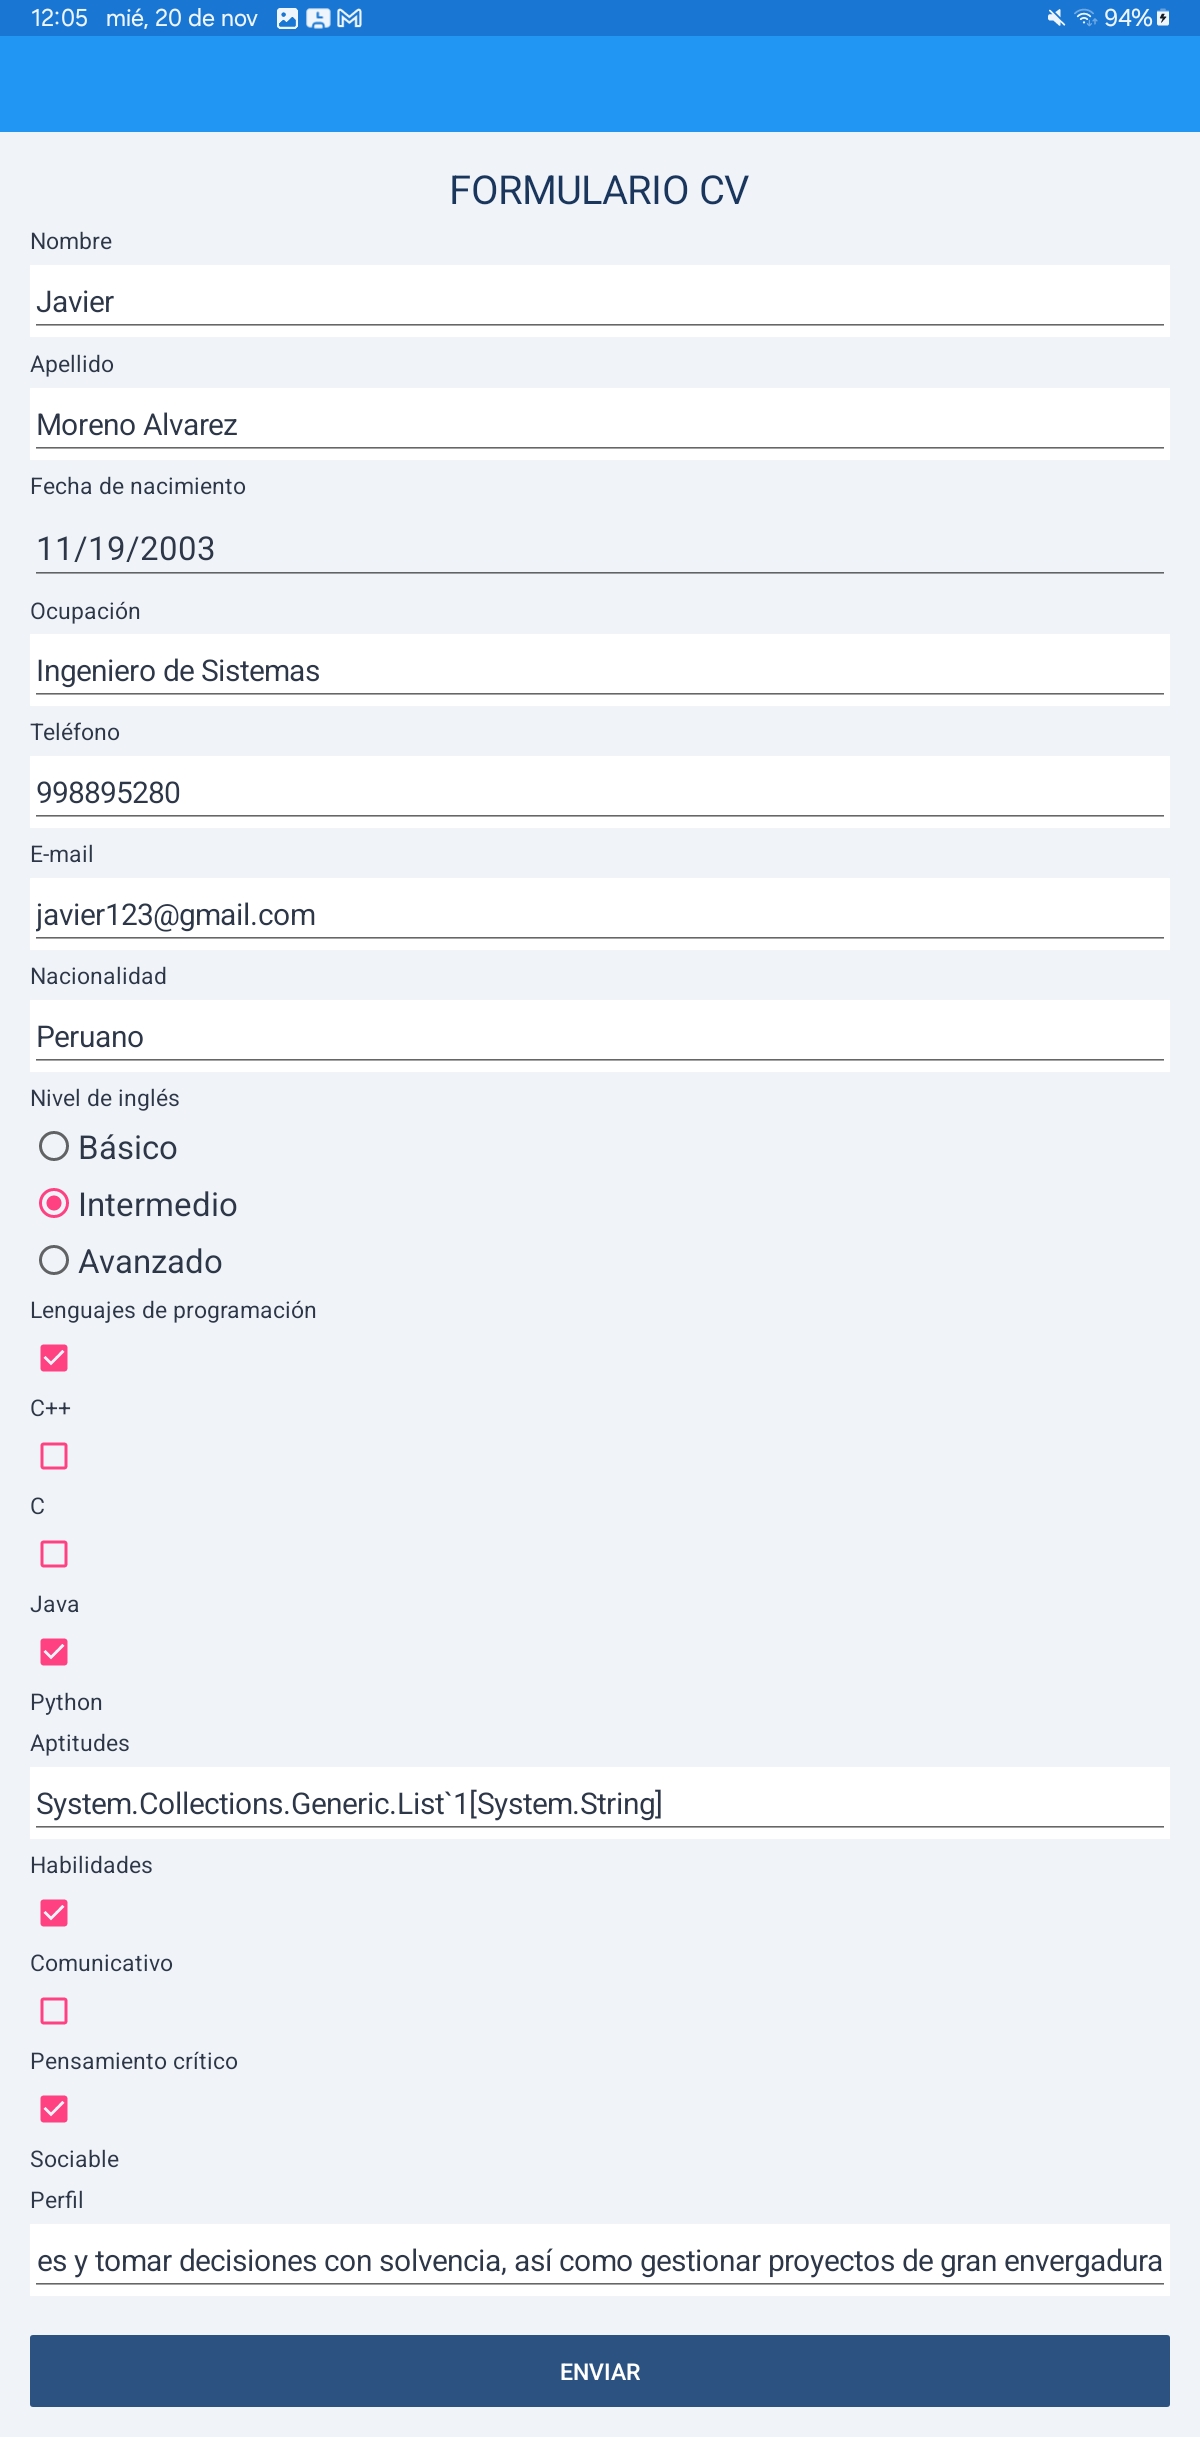 12:05 mié, 20 de nov 94%
FORMULARIO CV
Nombre
Javier
Apellido
Moreno Alvarez
Fecha de nacimiento
11/19/2003
Ocupación
Ingeniero de Sistemas
Teléfono
998895280
E-mail
javier123@gmail.com
Nacionalidad
Peruano
Nivel de inglés
Básico
Intermedio
Avanzado
Lenguajes de programación
C++
C
Java
Python
Aptitudes
System.Collections.Generic.List`1[System.String]
Habilidades
Comunicativo
Pensamiento crítico
Sociable
Perfil
es y tomar decisiones con solvencia, así como gestionar proyectos de gran envergadura
ENVIAR